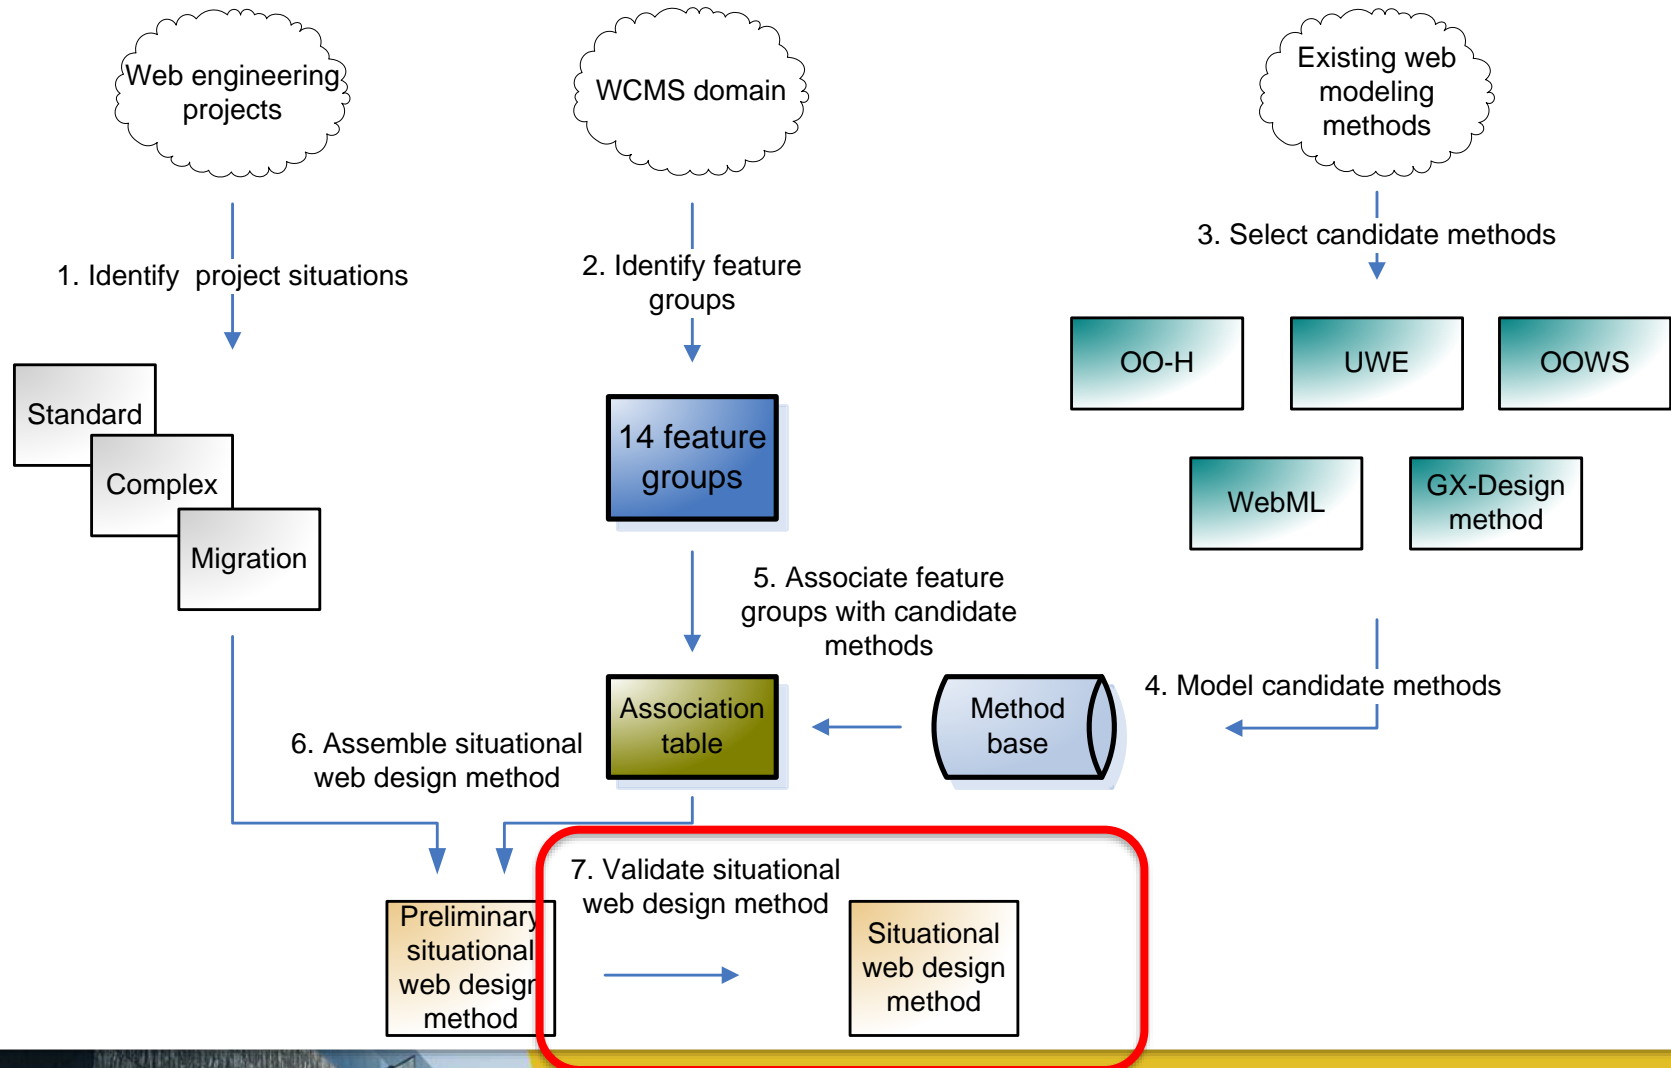 Web engineering
projects
WCMS domain
Existing web
modeling
methods
1. Identify  project situations
2. Identify feature
groups
3. Select candidate methods
Standard
Complex
Migration
14 feature
groups
OO-H
UWE
OOWS
WebML
GX-Design
method
5. Associate feature
groups with candidate
methods
4. Model candidate methods
Association
table
Method
base
6. Assemble situational
web design method
7. Validate situational
web design method
Preliminary
situational
web design
method
Situational
web design
method